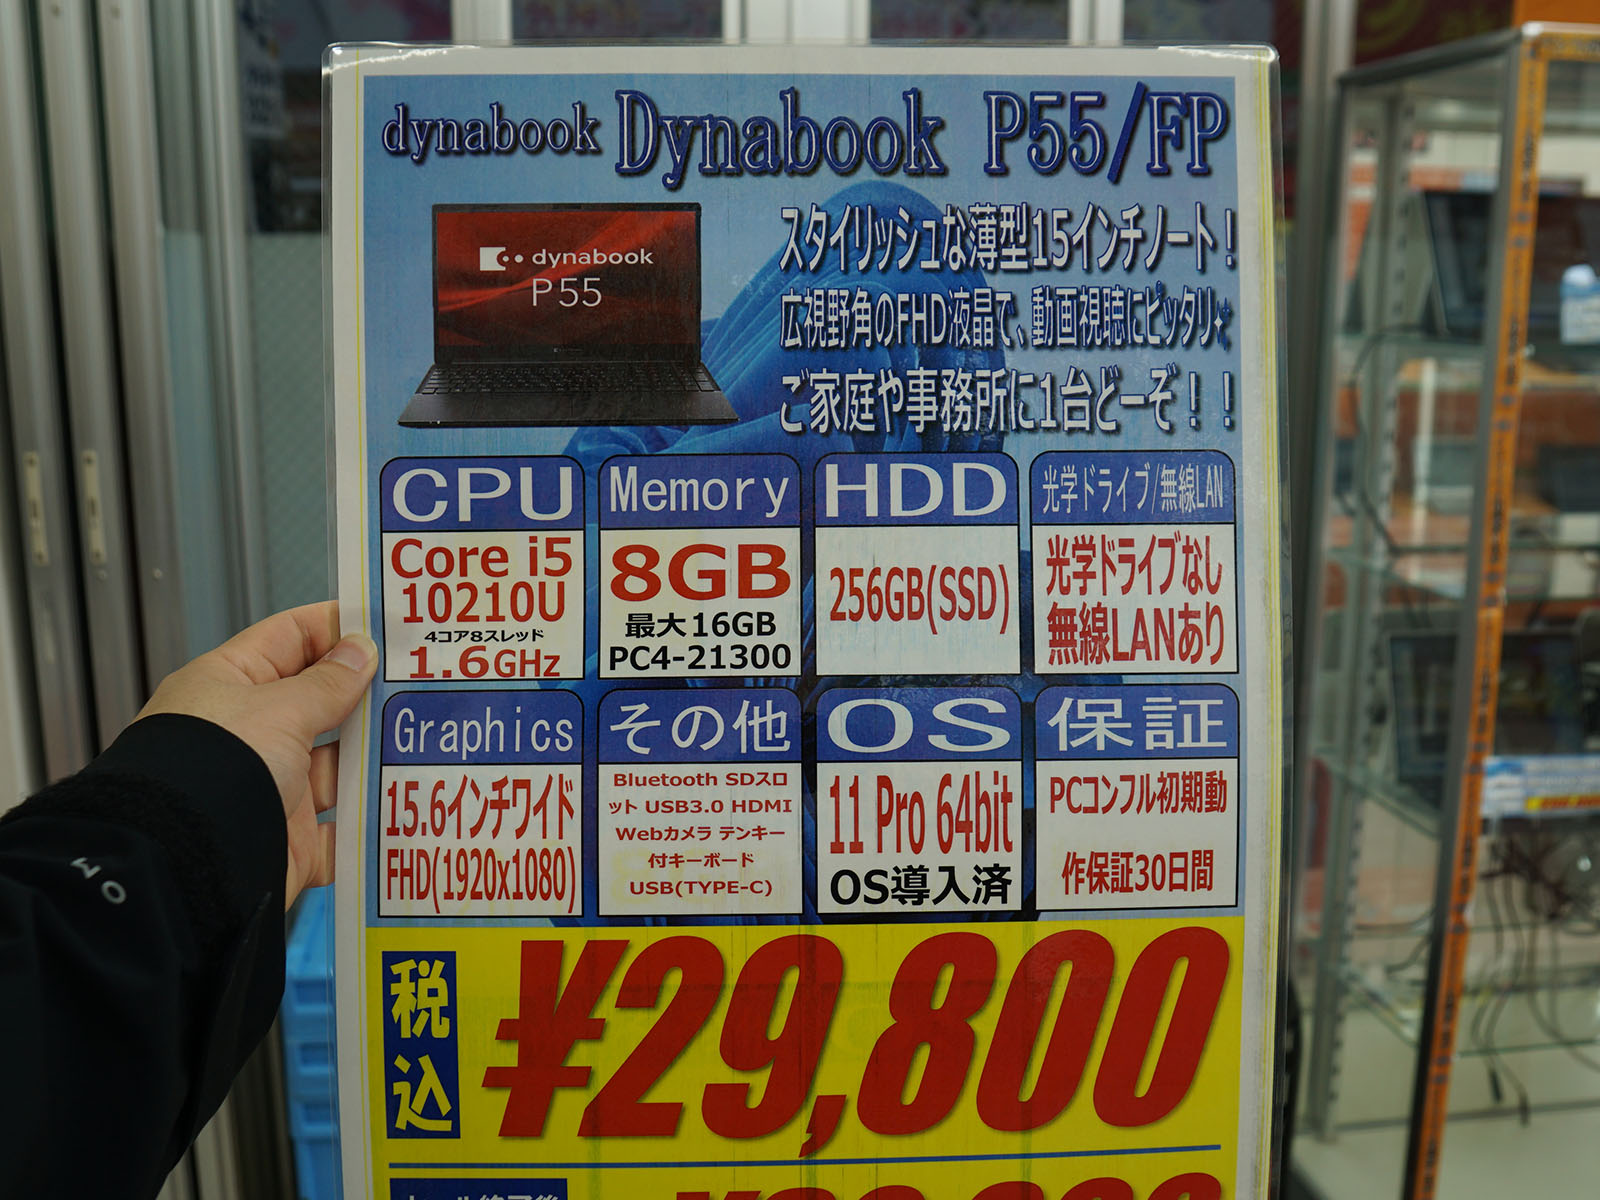 dynabook Dynabook P55/FP
dynabook
P55
スタイリッシュな薄型15インチノート!
広視野角のFHD液晶で、動画視聴にピッタリ
ご家庭や事務所に1台どーぞ!!
CPU
Core i5
10210U
4コア8スレッド
1.6GHz
Memory
8GB
最大16GB
PC4-21300
HDD
256GB(SSD)
光学ドライブ/無線LAN
光学ドライブなし
無線LANあり
Graphics
15.6インチワイド
FHD(1920x1080)
その他
Bluetooth SDスロ
ット USB3.0 HDMI
Webカメラ テンキー
付キーボード
USB(TYPE-C)
OS
11 Pro 64bit
OS導入済
保証
PCコンフル初期動
作保証30日間
税込
¥29,800